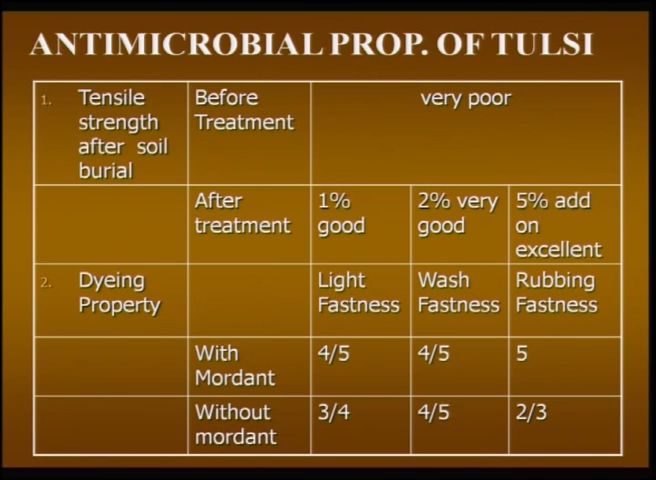 ANTIMICROBIAL PROP. OF TULSI
1. Tensile strength after soil burial Before Treatment very poor
After treatment 1% good 2% very good 5% add on excellent
2. Dyeing Property Light Fastness Wash Fastness Rubbing Fastness
With Mordant 4/5 4/5 5
Without mordant 3/4 4/5 2/3